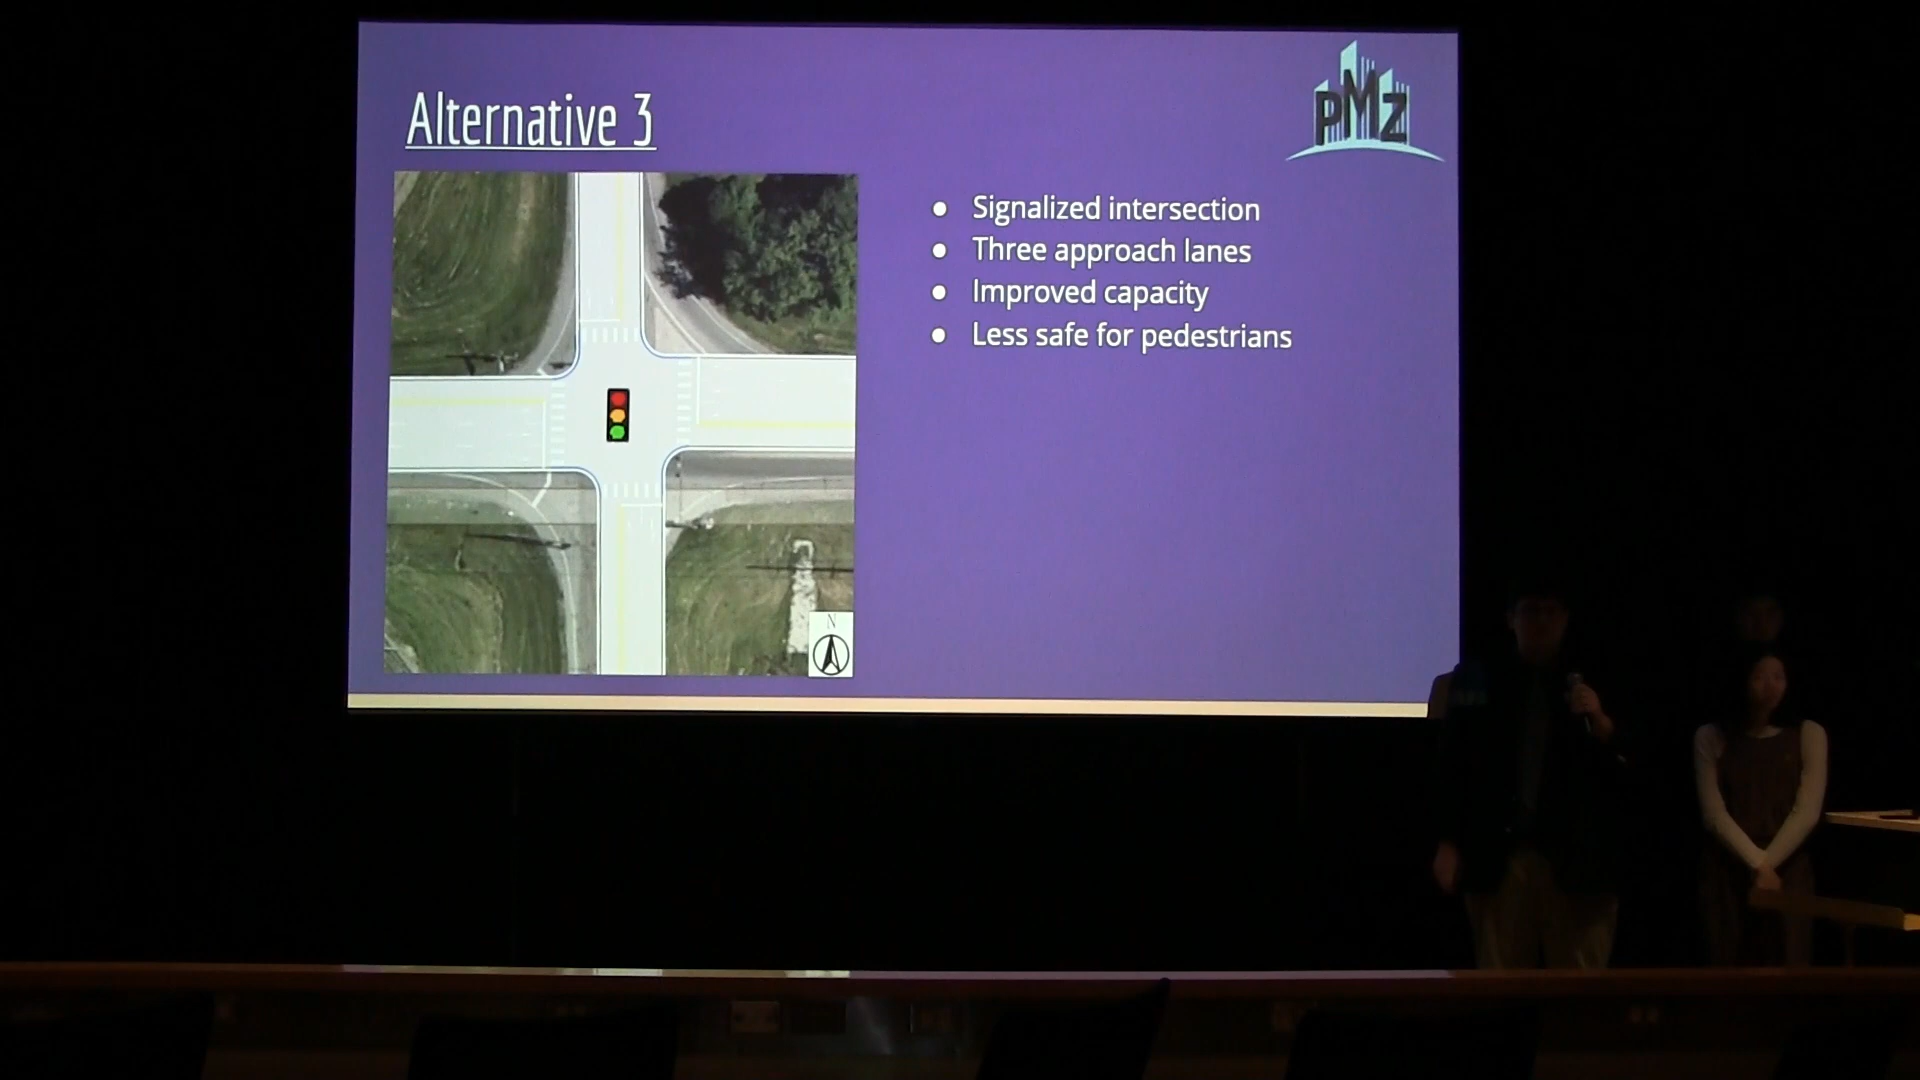 Alternative 3
PMZ
● Signalized intersection
● Three approach lanes
● Improved capacity
● Less safe for pedestrians
N